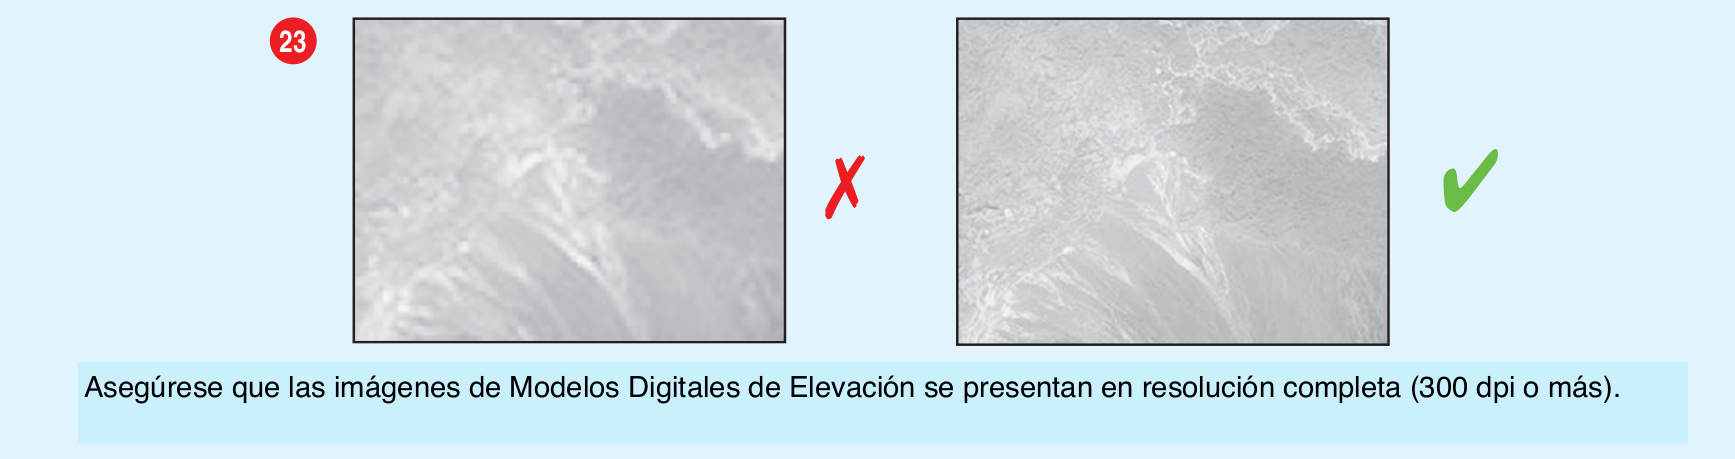 23
Asegúrese que las imágenes de Modelos Digitales de Elevación se presentan en resolución completa (300 dpi o más).